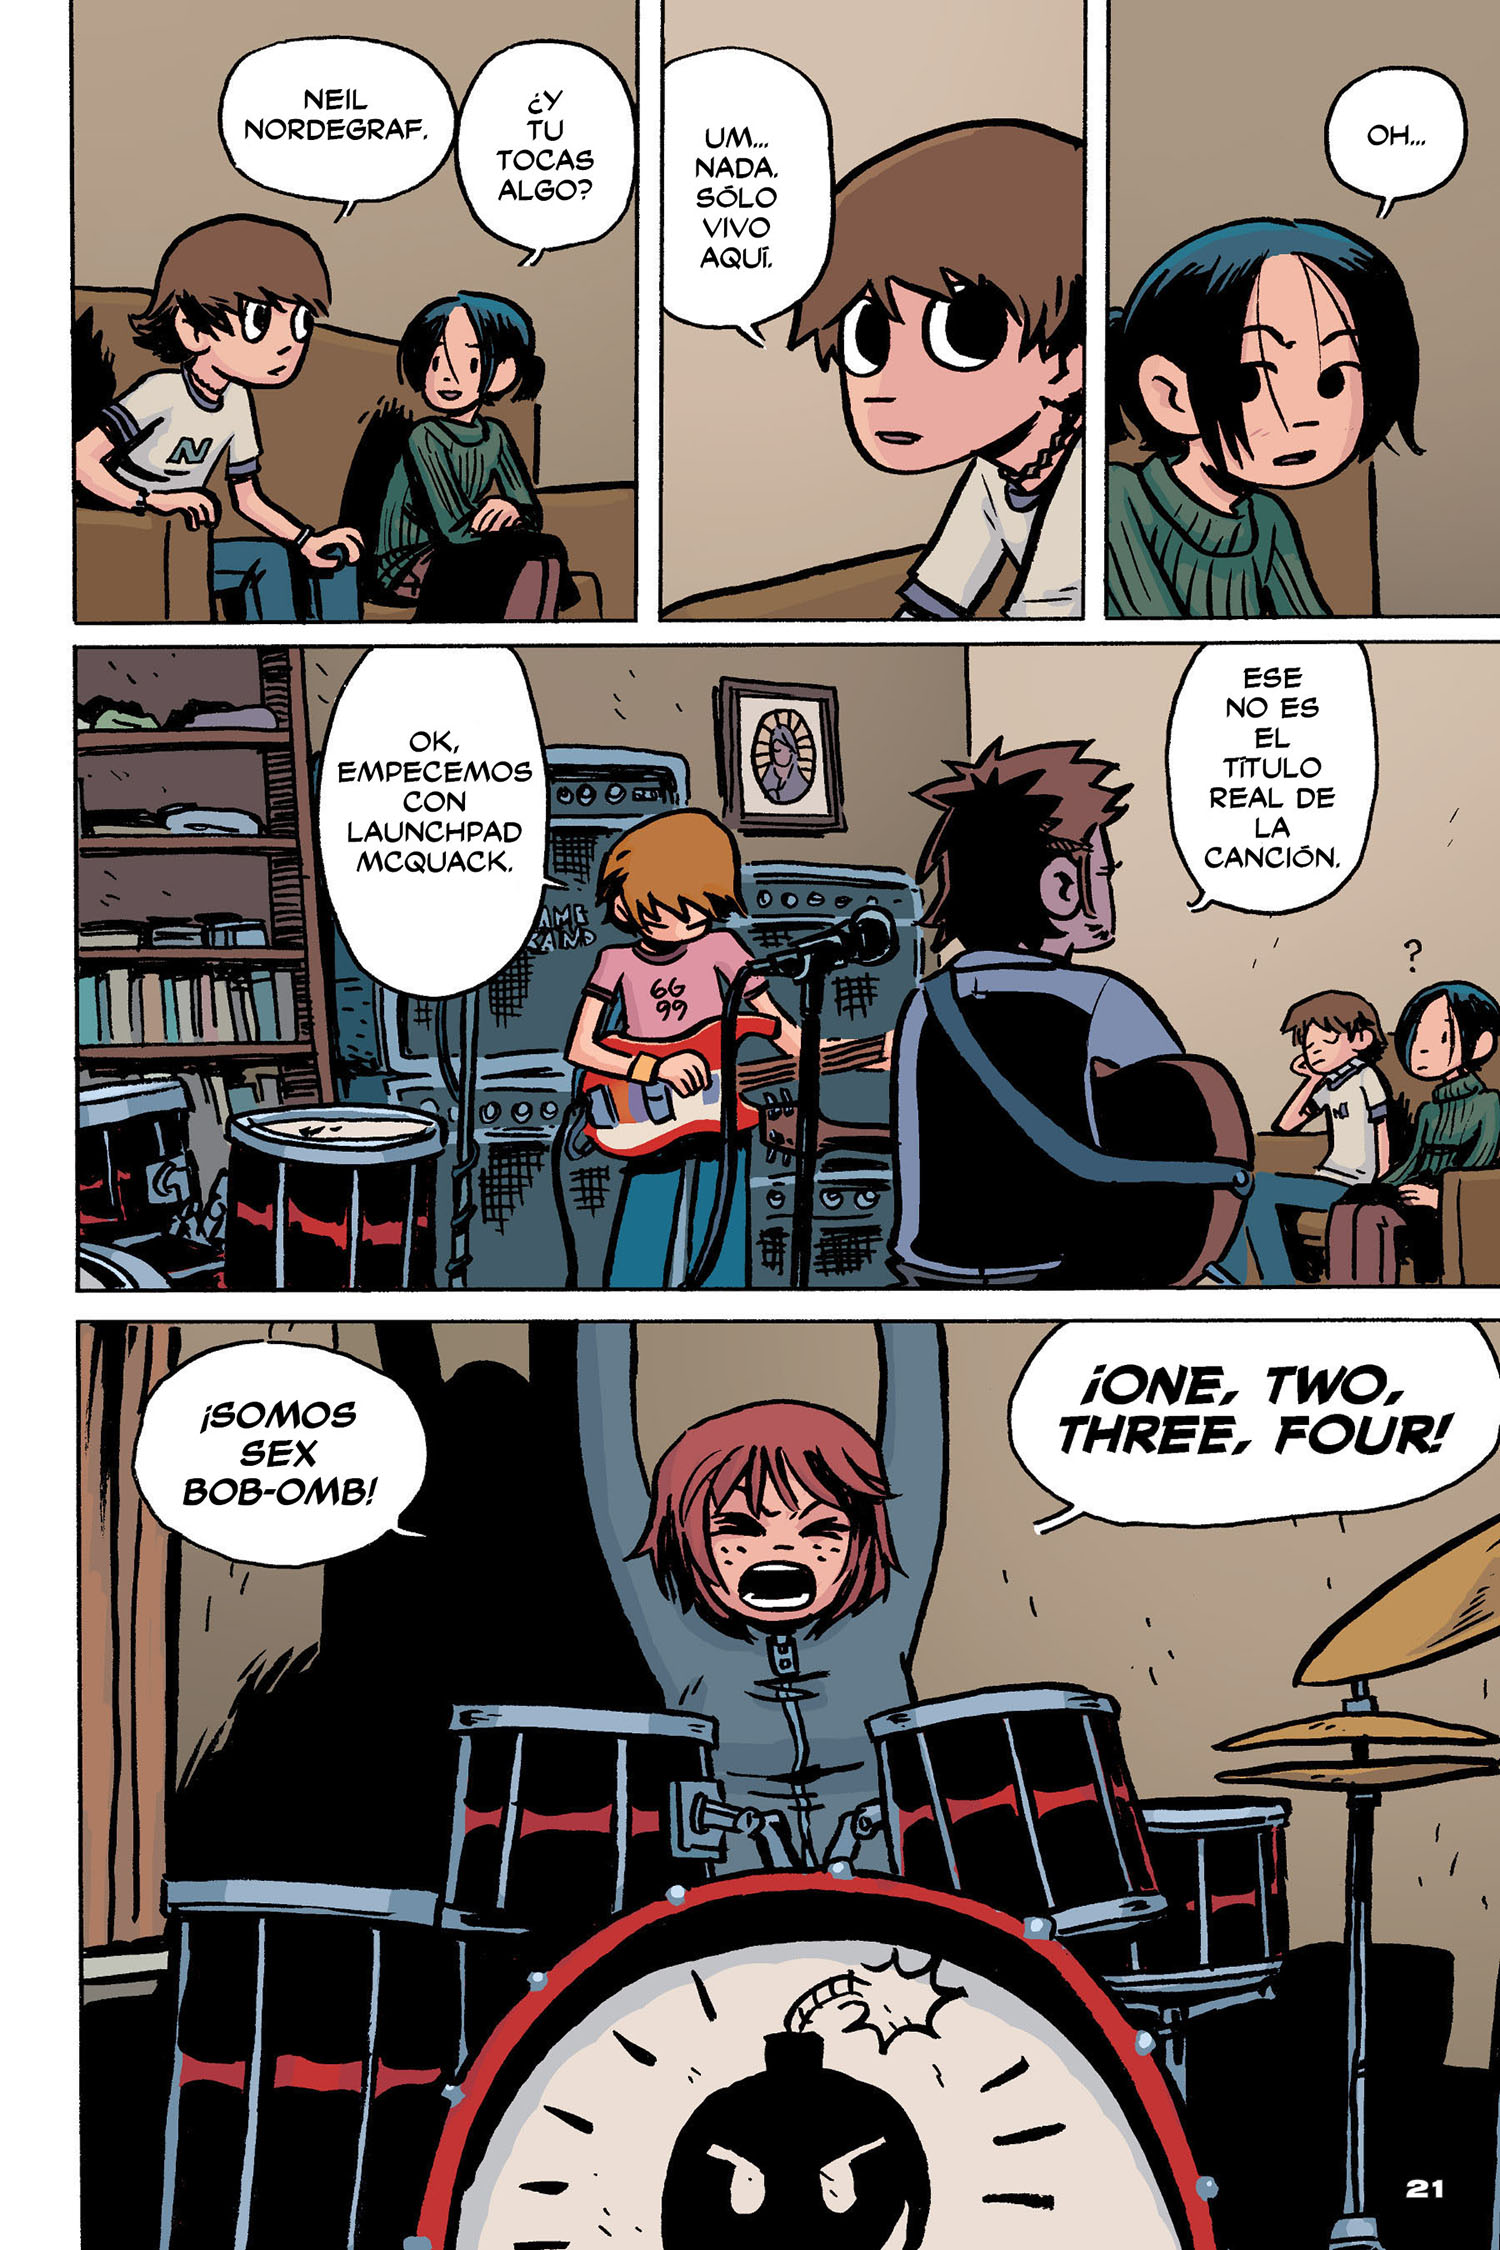 NEIL
NORDEGRAF.
¿Y
TU
TOCAS
ALGO?
N
UM...
NADA.
SÓLO
VIVO
AQUÍ.
OH...
OK,
EMPECEMOS
CON
LAUNCHPAD
MCQUACK.
ESE
NO ES
EL
TÍTULO
REAL DE
LA
CANCIÓN.
?
6G
99
N
¡SOMOS
SEX
BOB-OMB!
¡ONE, TWO,
THREE, FOUR!
21